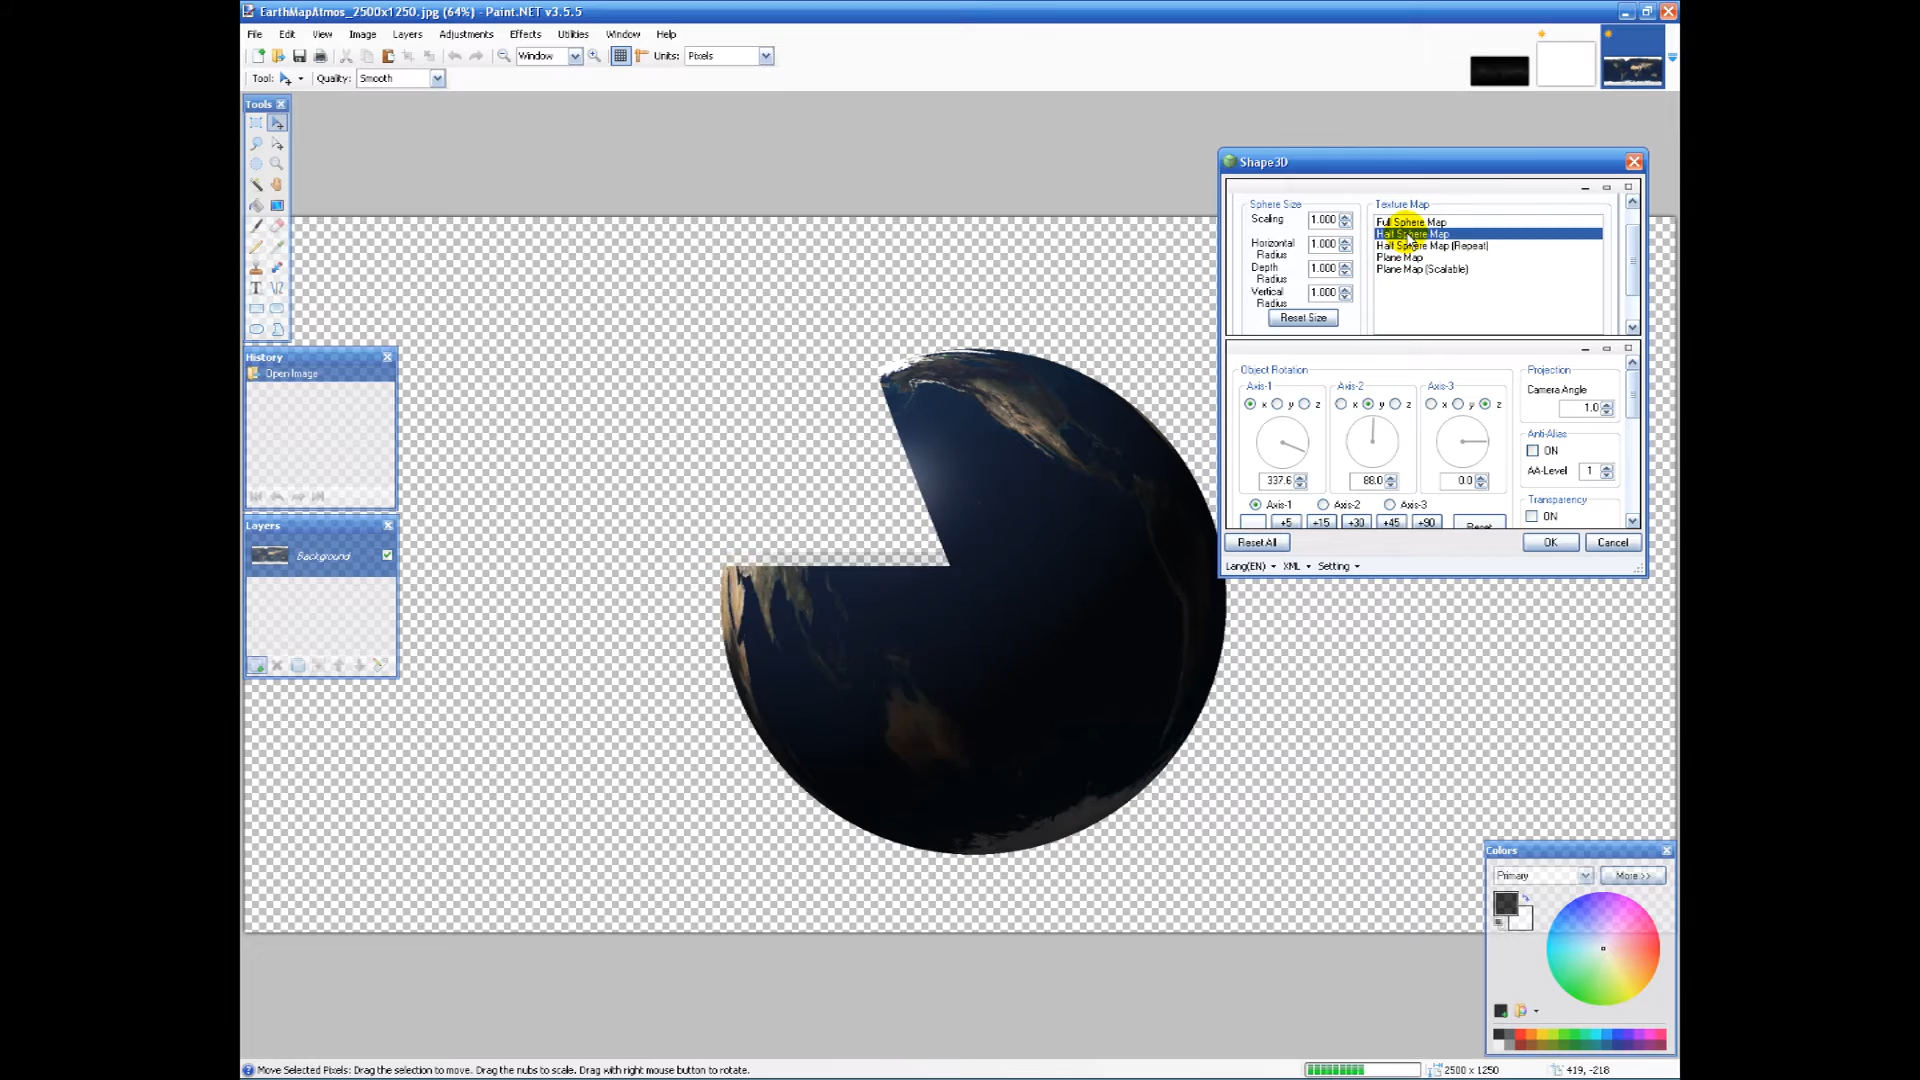 EarthMapAtmos_2500x1250.jpg (64%) - Paint.NET v3.5.5
File Edit View Image Layers Adjustments Effects Utilities Window Help
Window Units: Pixels
Tool: Quality: Smooth
Tools
History
Open Image
Layers
Background
Shape3D
Sphere Size
Scaling 1.000
Horizontal Radius 1.000
Depth Radius 1.000
Vertical Radius 1.000
Reset Size
Texture Map
Full Sphere Map
Half Sphere Map
Half Sphere Map (Repeat)
Plane Map
Plane Map (Scalable)
Object Rotation
Axis-1 Axis-2 Axis-3
x y z x y z x y z
337.6 88.0 0.0
Axis-1 Axis-2 Axis-3
+5 +15 +30 +45 +90 Reset
Projection
Camera Angle
1.0
Anti-Alias
ON
AA-Level 1
Transparency
ON
Reset All OK Cancel
Lang(EN) XML Setting
Colors
Primary More >>
Move Selected Pixels: Drag the selection to move. Drag the nubs to scale. Drag with right mouse button to rotate.
2500 x 1250
419, -218